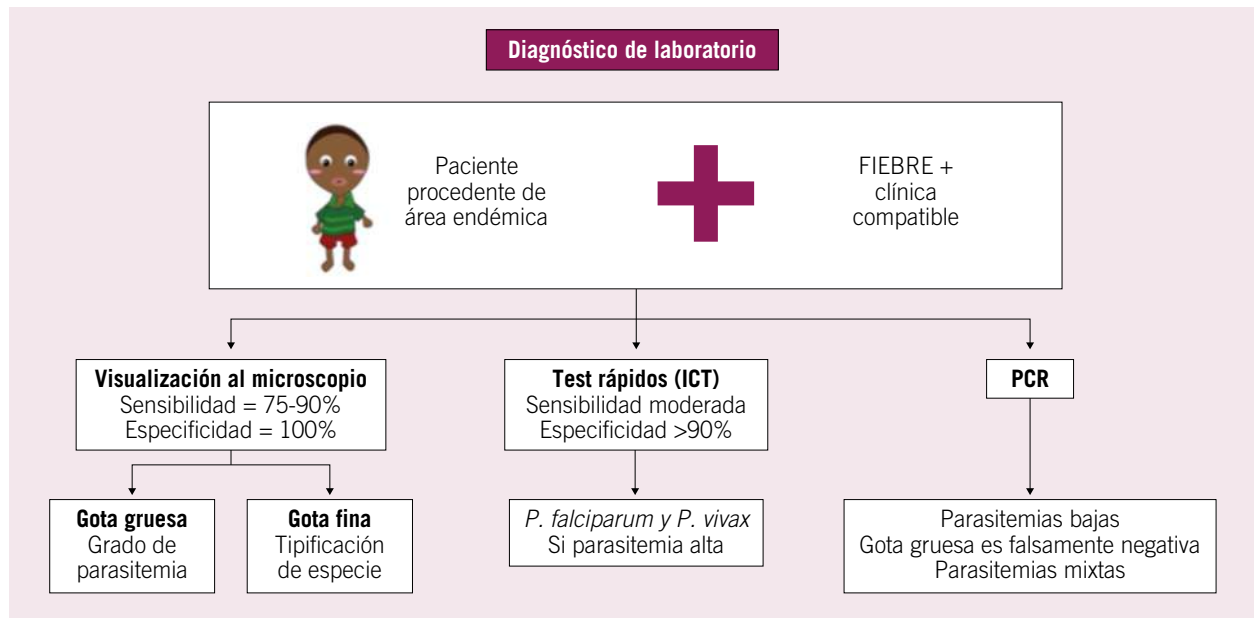 Diagnóstico de laboratorio
Paciente
procedente de
área endémica
FIEBRE +
clínica
compatible
Visualización al microscopio
Sensibilidad = 75-90%
Especificidad = 100%
Test rápidos (ICT)
Sensibilidad moderada
Especificidad >90%
PCR
Gota gruesa
Grado de
parasitemia
Gota fina
Tipificación
de especie
P. falciparum y P. vivax
Si parasitemia alta
Parasitemias bajas
Gota gruesa es falsamente negativa
Parasitemias mixtas